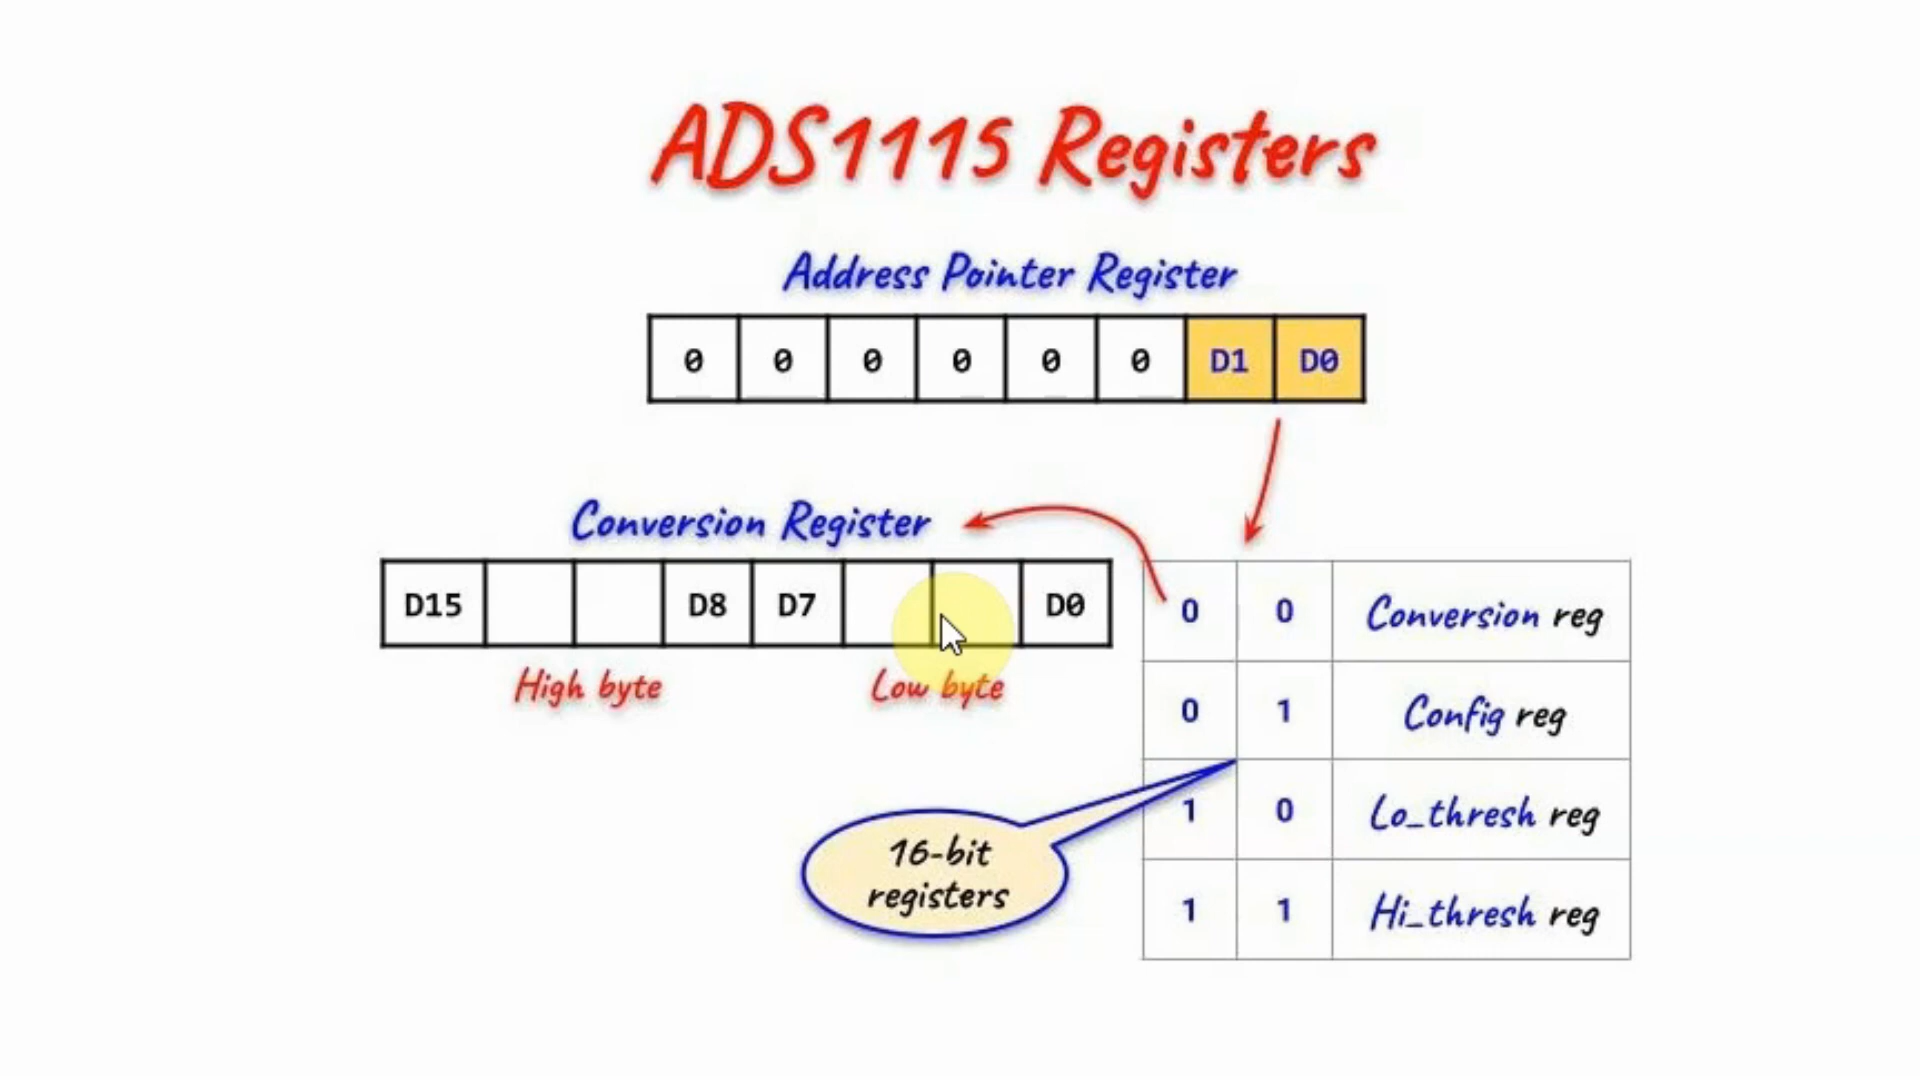 ADS1115 Registers
Address Pointer Register
0 0 0 0 0 0 D1 D0
Conversion Register
D15 D8 D7 D0
High byte Low byte
0 0 Conversion reg
0 1 Config reg
1 0 Lo_thresh reg
1 1 Hi_thresh reg
16-bit
registers